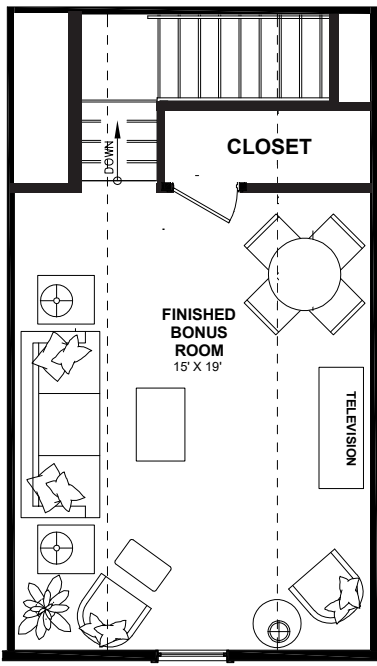 DOWN
CLOSET
FINISHED
BONUS
ROOM
15' X 19'
TELEVISION